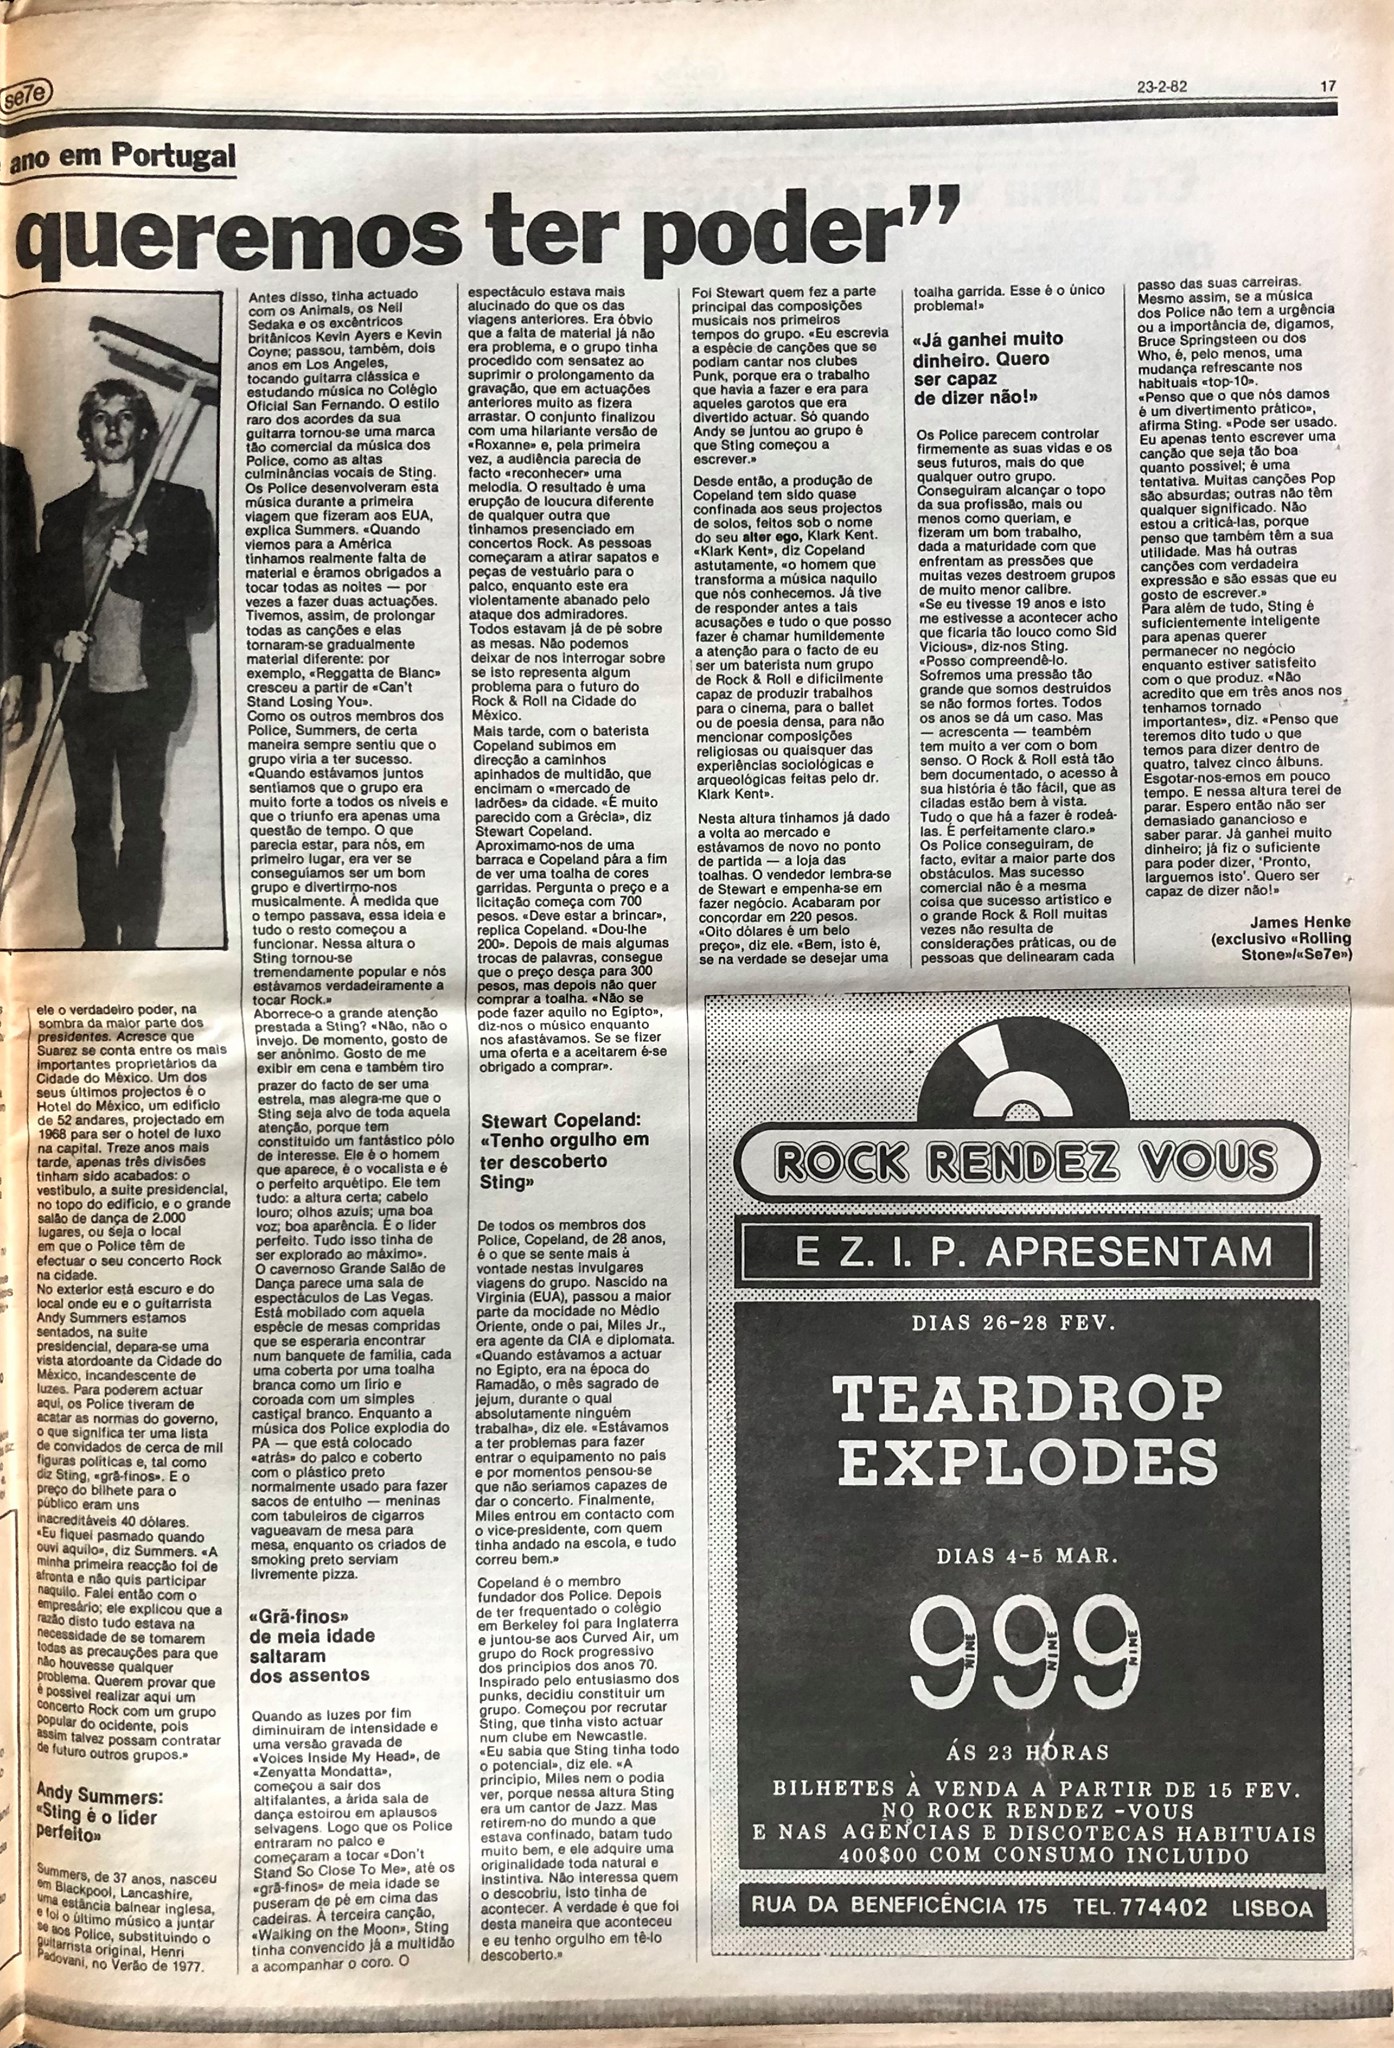 se7e
23-2-82
17
ano em Portugal
queremos ter poder”
ele o verdadeiro poder, na
sombra da maior parte dos
presidentes. Acresce que
Suarez se conta entre os mais
importantes proprietários da
Cidade do México. Um dos
seus últimos projectos é o
Hotel do México, um edifício
de 52 andares, projectado em
1968 para ser o hotel de luxo
na capital. Treze anos mais
tarde, apenas três divisões
tinham sido acabados: o
vestíbulo, a suite presidencial,
no topo do edifício, e o grande
salão de dança de 2.000
lugares, ou seja o local
em que o Police têm de
efectuar o seu concerto Rock
na cidade.
No exterior está escuro e do
local onde eu e o guitarrista
Andy Summers estamos
sentados, na suite
presidencial, depara-se uma
vista atordoante da Cidade do
México, incandescente de
luzes. Para poderem actuar
aqui, os Police tiveram de
acatar as normas do governo,
o que significa ter uma lista
de convidados de cerca de mil
figuras políticas e, tal como
diz Sting, «grã-finos». E o
preço do bilhete para o
público eram uns
inacreditáveis 40 dólares.
«Eu fiquei pasmado quando
ouvi aquilo», diz Summers. «A
minha primeira reacção foi de
afronta e não quis participar
naquilo. Falei então com o
empresário; ele explicou que a
razão disto tudo estava na
necessidade de se tomarem
todas as precauções para que
não houvesse qualquer
problema. Querem provar que
é possível realizar aqui um
concerto Rock com um grupo
popular do ocidente, pois
assim talvez possam contratar
de futuro outros grupos.»
Andy Summers:
«Sting é o líder
perfeito»
Summers, de 37 anos, nasceu
em Blackpool, Lancashire,
uma estância balnear inglesa,
e foi o último músico a juntar
se aos Police, substituindo o
guitarrista original, Henri
Padovani, no Verão de 1977.
Antes disso, tinha actuado
com os Animals, os Neil
Sedaka e os excêntricos
britânicos Kevin Ayers e Kevin
Coyne; passou, também, dois
anos em Los Angeles,
tocando guitarra clássica e
estudando música no Colégio
Oficial San Fernando. O estilo
raro dos acordes da sua
guitarra tornou-se uma marca
tão comercial da música dos
Police, como as altas
culminâncias vocais de Sting.
Os Police desenvolveram esta
música durante a primeira
viagem que fizeram aos EUA,
explica Summers. «Quando
viemos para a América
tínhamos realmente falta de
material e éramos obrigados a
tocar todas as noites — por
vezes a fazer duas actuações.
Tivemos, assim, de prolongar
todas as canções e elas
tornaram-se gradualmente
material diferente: por
exemplo, «Reggatta de Blanc»
cresceu a partir de «Can't
Stand Losing You».
Como os outros membros dos
Police, Summers, de certa
maneira sempre sentiu que o
grupo viria a ter sucesso.
«Quando estávamos juntos
sentíamos que o grupo era
muito forte a todos os níveis e
que o triunfo era apenas uma
questão de tempo. O que
parecia estar, para nós, em
primeiro lugar, era ver se
conseguíamos ser um bom
grupo e divertirmo-nos
musicalmente. À medida que
o tempo passava, essa ideia e
tudo o resto começou a
funcionar. Nessa altura o
Sting tornou-se
tremendamente popular e nós
estávamos verdadeiramente a
tocar Rock.»
Aborrece-o a grande atenção
prestada a Sting? «Não, não o
invejo. De momento, gosto de
ser anónimo. Gosto de me
exibir em cena e também tiro
prazer do facto de ser uma
estrela, mas alegra-me que o
Sting seja alvo de toda aquela
atenção, porque tem
constituído um fantástico pólo
de interesse. Ele é o homem
que aparece, é o vocalista e é
o perfeito arquétipo. Ele tem
tudo: a altura certa; cabelo
louro; olhos azuis; uma boa
voz; boa aparência. É o líder
perfeito. Tudo isso tinha de
ser explorado ao máximo».
O cavernoso Grande Salão de
Dança parece uma sala de
espectáculos de Las Vegas.
Está mobilado com aquela
espécie de mesas compridas
que se esperaria encontrar
num banquete de família, cada
uma coberta por uma toalha
branca como um lírio e
coroada com um simples
castiçal branco. Enquanto a
música dos Police explodia do
PA — que está colocado
«atrás» do palco e coberto
com o plástico preto
normalmente usado para fazer
sacos de entulho — meninas
com tabuleiros de cigarros
vagueavam de mesa para
mesa, enquanto os criados de
smoking preto serviam
livremente pizza.
«Grã-finos»
de meia idade
saltaram
dos assentos
Quando as luzes por fim
diminuíram de intensidade e
uma versão gravada de
«Voices Inside My Head», de
«Zenyatta Mondatta»,
começou a sair dos
altifalantes, a árida sala de
dança estoirou em aplausos
selvagens. Logo que os Police
entraram no palco e
começaram a tocar «Don't
Stand So Close To Me», até os
«grã-finos» de meia idade se
puseram de pé em cima das
cadeiras. À terceira canção,
«Walking on the Moon», Sting
tinha convencido já a multidão
a acompanhar o coro. O
espectáculo estava mais
alucinado do que os das
viagens anteriores. Era óbvio
que a falta de material já não
era problema, e o grupo tinha
procedido com sensatez ao
suprimir o prolongamento da
gravação, que em actuações
anteriores muito as fizera
arrastar. O conjunto finalizou
com uma hilariante versão de
«Roxanne» e, pela primeira
vez, a audiência parecia de
facto «reconhecer» uma
melodia. O resultado é uma
erupção de loucura diferente
de qualquer outra que
tínhamos presenciado em
concertos Rock. As pessoas
começaram a atirar sapatos e
peças de vestuário para o
palco, enquanto este era
violentamente abanado pelo
ataque dos admiradores.
Todos estavam já de pé sobre
as mesas. Não podemos
deixar de nos interrogar sobre
se isto representa algum
problema para o futuro do
Rock & Roll na Cidade do
México.
Mais tarde, com o baterista
Copeland subimos em
direcção a caminhos
apinhados de multidão, que
encimam o «mercado de
ladrões» da cidade. «É muito
parecido com a Grécia», diz
Stewart Copeland.
Aproximamo-nos de uma
barraca e Copeland pára a fim
de ver uma toalha de cores
garridas. Pergunta o preço e a
licitação começa com 700
pesos. «Deve estar a brincar»,
replica Copeland. «Dou-lhe
200». Depois de mais algumas
trocas de palavras, consegue
que o preço desça para 300
pesos, mas depois não quer
comprar a toalha. «Não se
pode fazer aquilo no Egipto»,
diz-nos o músico enquanto
nos afastávamos. Se se fizer
uma oferta e a aceitarem é-se
obrigado a comprar».
Stewart Copeland:
«Tenho orgulho em
ter descoberto
Sting»
De todos os membros dos
Police, Copeland, de 28 anos,
é o que se sente mais à
vontade nestas invulgares
viagens do grupo. Nascido na
Virginia (EUA), passou a maior
parte da mocidade no Médio
Oriente, onde o pai, Miles Jr.,
era agente da CIA e diplomata.
«Quando estávamos a actuar
no Egipto, era na época do
Ramadão, o mês sagrado de
jejum, durante o qual
absolutamente ninguém
trabalha», diz ele. «Estávamos
a ter problemas para fazer
entrar o equipamento no país
e por momentos pensou-se
que não seríamos capazes de
dar o concerto. Finalmente,
Miles entrou em contacto com
o vice-presidente, com quem
tinha andado na escola, e tudo
correu bem.»
Copeland é o membro
fundador dos Police. Depois
de ter frequentado o colégio
em Berkeley foi para Inglaterra
e juntou-se aos Curved Air, um
grupo do Rock progressivo
dos princípios dos anos 70.
Inspirado pelo entusiasmo dos
punks, decidiu constituir um
grupo. Começou por recrutar
Sting, que tinha visto actuar
num clube em Newcastle.
«Eu sabia que Sting tinha todo
o potencial», diz ele. «A
princípio, Miles nem o podia
ver, porque nessa altura Sting
era um cantor de Jazz. Mas
retirem-no do mundo a que
estava confinado, batam tudo
muito bem, e ele adquire uma
originalidade toda natural e
instintiva. Não interessa quem
o descobriu, isto tinha de
acontecer. A verdade é que foi
desta maneira que aconteceu
e eu tenho orgulho em tê-lo
descoberto.»
Foi Stewart quem fez a parte
principal das composições
musicais nos primeiros
tempos do grupo. «Eu escrevia
a espécie de canções que se
podiam cantar nos clubes
Punk, porque era o trabalho
que havia a fazer e era para
aqueles garotos que era
divertido actuar. Só quando
Andy se juntou ao grupo é
que Sting começou a
escrever.»
Desde então, a produção de
Copeland tem sido quase
confinada aos seus projectos
de solos, feitos sob o nome
do seu alter ego, Klark Kent.
«Klark Kent», diz Copeland
astutamente, «o homem que
transforma a música naquilo
que nós conhecemos. Já tive
de responder antes a tais
acusações e tudo o que posso
fazer é chamar humildemente
a atenção para o facto de eu
ser um baterista num grupo
de Rock & Roll e dificilmente
capaz de produzir trabalhos
para o cinema, para o ballet
ou de poesia densa, para não
mencionar composições
religiosas ou quaisquer das
experiências sociológicas e
arqueológicas feitas pelo dr.
Klark Kent».
Nesta altura tínhamos já dado
a volta ao mercado e
estávamos de novo no ponto
de partida — a loja das
toalhas. O vendedor lembra-se
de Stewart e empenha-se em
fazer negócio. Acabaram por
concordar em 220 pesos.
«Oito dólares é um belo
preço», diz ele. «Bem, isto é,
se na verdade se desejar uma
toalha garrida. Esse é o único
problema!»
«Já ganhei muito
dinheiro. Quero
ser capaz
de dizer não!»
Os Police parecem controlar
firmemente as suas vidas e os
seus futuros, mais do que
qualquer outro grupo.
Conseguiram alcançar o topo
da sua profissão, mais ou
menos como queriam, e
fizeram um bom trabalho,
dada a maturidade com que
enfrentam as pressões que
muitas vezes destroem grupos
de muito menor calibre.
«Se eu tivesse 19 anos e isto
me estivesse a acontecer acho
que ficaria tão louco como Sid
Vicious», diz-nos Sting.
«Posso compreendê-lo.
Sofremos uma pressão tão
grande que somos destruídos
se não formos fortes. Todos
os anos se dá um caso. Mas
— acrescenta — teambém
tem muito a ver com o bom
senso. O Rock & Roll está tão
bem documentado, o acesso à
sua história é tão fácil, que as
ciladas estão bem à vista.
Tudo o que há a fazer é rodeá-
las. É perfeitamente claro.»
Os Police conseguiram, de
facto, evitar a maior parte dos
obstáculos. Mas sucesso
comercial não é a mesma
coisa que sucesso artístico e
o grande Rock & Roll muitas
vezes não resulta de
considerações práticas, ou de
pessoas que delinearam cada
passo das suas carreiras.
Mesmo assim, se a música
dos Police não tem a urgência
ou a importância de, digamos,
Bruce Springsteen ou dos
Who, é, pelo menos, uma
mudança refrescante nos
habituais «top-10».
«Penso que o que nós damos
é um divertimento prático»,
afirma Sting. «Pode ser usado.
Eu apenas tento escrever uma
canção que seja tão boa
quanto possível; é uma
tentativa. Muitas canções Pop
são absurdas; outras não têm
qualquer significado. Não
estou a criticá-las, porque
penso que também têm a sua
utilidade. Mas há outras
canções com verdadeira
expressão e são essas que eu
gosto de escrever.»
Para além de tudo, Sting é
suficientemente inteligente
para apenas querer
permanecer no negócio
enquanto estiver satisfeito
com o que produz. «Não
acredito que em três anos nos
tenhamos tornado
importantes», diz. «Penso que
teremos dito tudo o que
temos para dizer dentro de
quatro, talvez cinco álbuns.
Esgotar-nos-emos em pouco
tempo. E nessa altura terei de
parar. Espero então não ser
demasiado ganancioso e
saber parar. Já ganhei muito
dinheiro; já fiz o suficiente
para poder dizer, 'Pronto,
larguemos isto'. Quero ser
capaz de dizer não!»
James Henke
(exclusivo «Rolling
Stone»/«Se7e»)
ROCK RENDEZ VOUS
E Z. I. P. APRESENTAM
DIAS 26-28 FEV.
TEARDROP
EXPLODES
DIAS 4-5 MAR.
999
NINE NINE NINE
ÁS 23 HORAS
BILHETES À VENDA A PARTIR DE 15 FEV.
NO ROCK RENDEZ -VOUS
E NAS AGÊNCIAS E DISCOTECAS HABITUAIS
400$00 COM CONSUMO INCLUIDO
RUA DA BENEFICÊNCIA 175 TEL. 774402 LISBOA